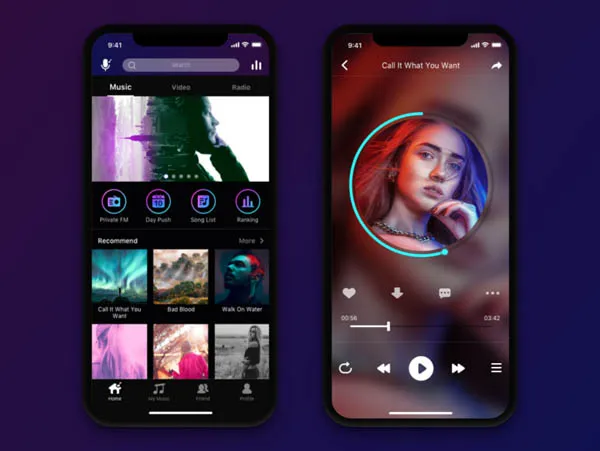 9:41
search
Music Video Radio
Private FM Day Push Song List Ranking
10
Recommend More >
Call It What You Want
Bad Blood
Walk On Water
Home My Music Friend Profile
9:41
Call It What You Want
00:56 03:42